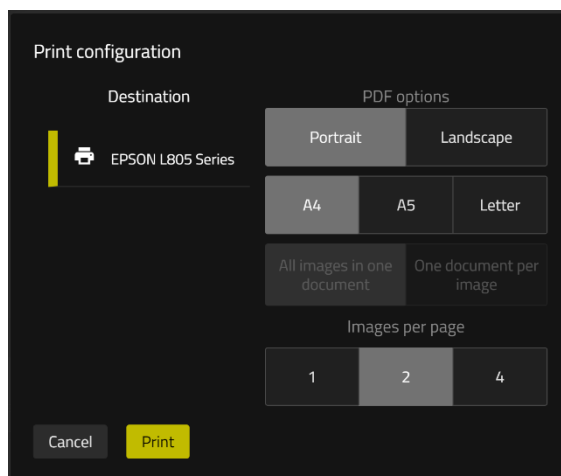 Print configuration
Destination
EPSON L805 Series
PDF options
Portrait
Landscape
A4
A5
Letter
All images in one
document
One document per
image
Images per page
1
2
4
Cancel
Print